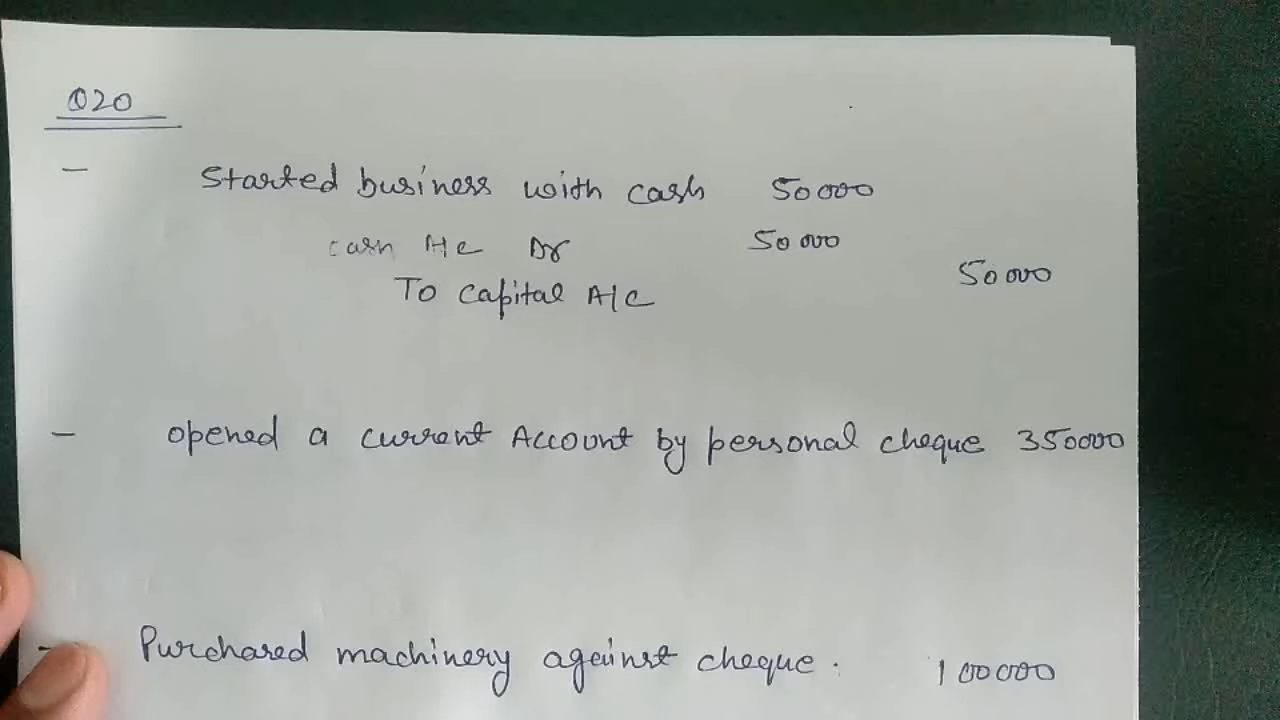 Q20
- Started business with cash 50000
cash A/c Dr 50000
To capital A/C 50000
- opened a current Account by personal cheque 350000
- Purchased machinery against cheque. 100000